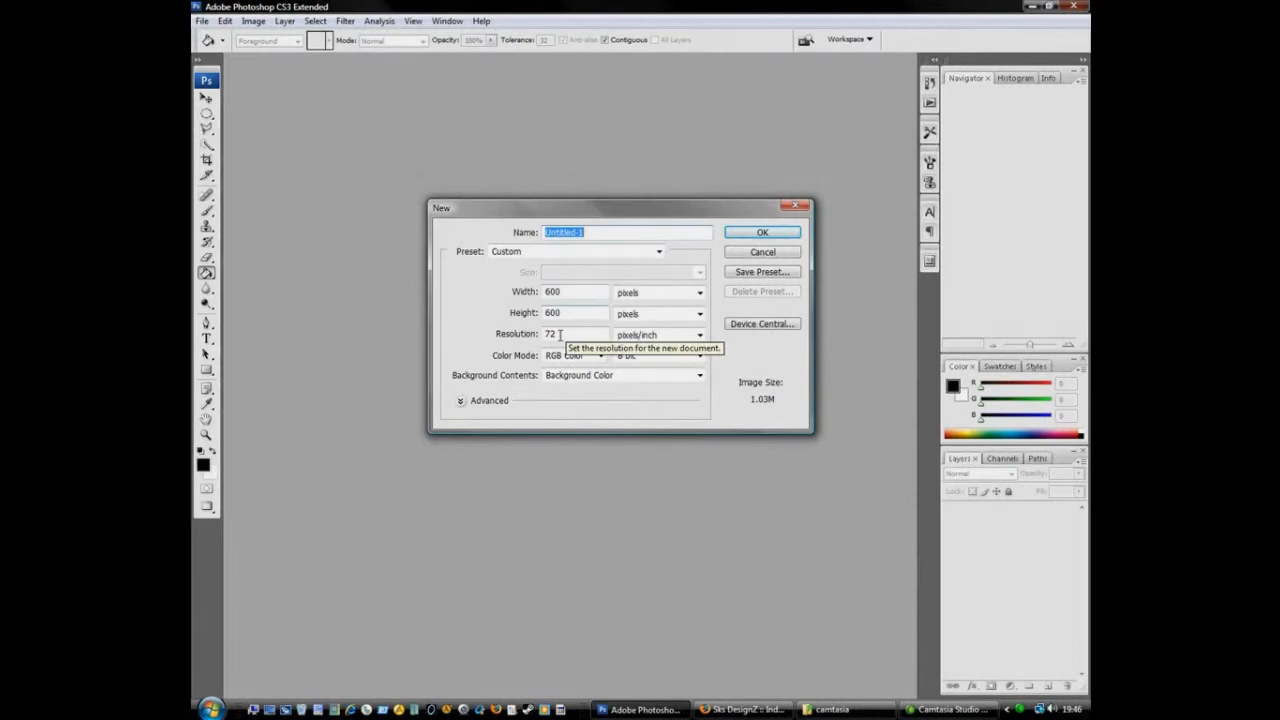 Adobe Photoshop CS3 Extended
File Edit Image Layer Select Filter Analysis View Window Help
Foreground Mode: Normal Opacity: 100% Tolerance: 32 Anti-alias Contiguous All Layers Workspace
Ps
Navigator × Histogram Info
New
Name: Untitled-1 OK
Preset: Custom Cancel
Size: Save Preset...
Width: 600 pixels Delete Preset...
Height: 600 pixels
Device Central...
Resolution: 72 pixels/inch
Set the resolution for the new document.
Color Mode: RGB Color 8 bit
Background Contents: Background Color
Image Size:
1.03M
Advanced
Color × Swatches Styles
R 0
G 0
B 0
Layers × Channels Paths
Normal Opacity:
Lock: Fill:
Adobe Photosho... Sks DesignZ :: Ind... camtasia Camtasia Studio ... 19:46